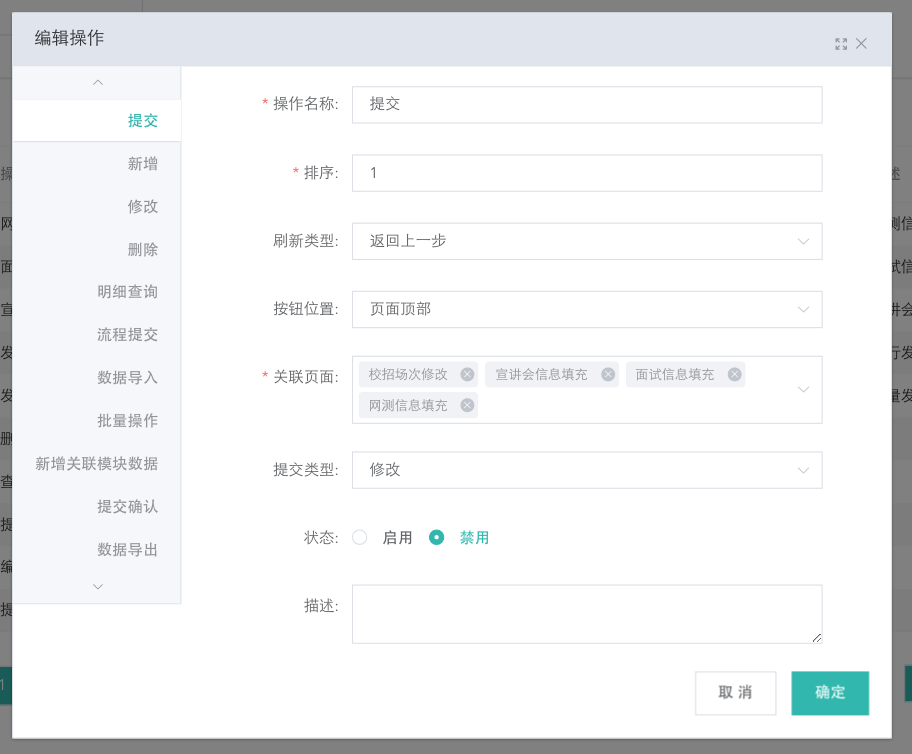 编辑操作
提交
新增
修改
删除
明细查询
流程提交
数据导入
批量操作
新增关联模块数据
提交确认
数据导出
* 操作名称: 提交
* 排序: 1
刷新类型: 返回上一步
按钮位置: 页面顶部
* 关联页面: 校招场次修改 宣讲会信息填充 面试信息填充
网测信息填充
提交类型: 修改
状态: 启用 禁用
描述:
取消 确定